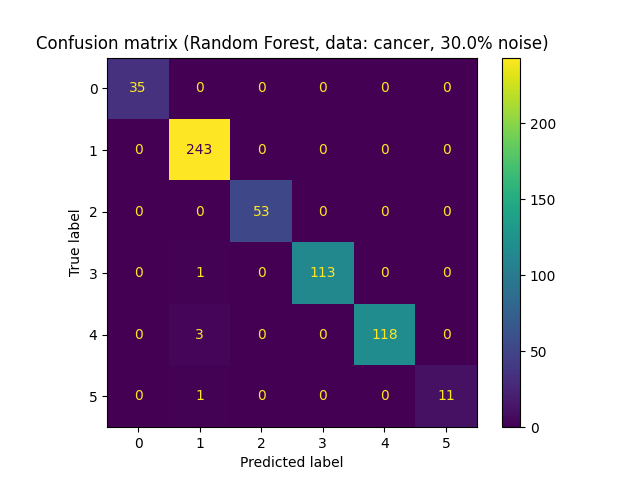 Confusion matrix (Random Forest, data: cancer, 30.0% noise)
True label
0 35 0 0 0 0 0
1 0 243 0 0 0 0
2 0 0 53 0 0 0
3 0 1 0 113 0 0
4 0 3 0 0 118 0
5 0 1 0 0 0 11
0 1 2 3 4 5
Predicted label
200
150
100
50
0